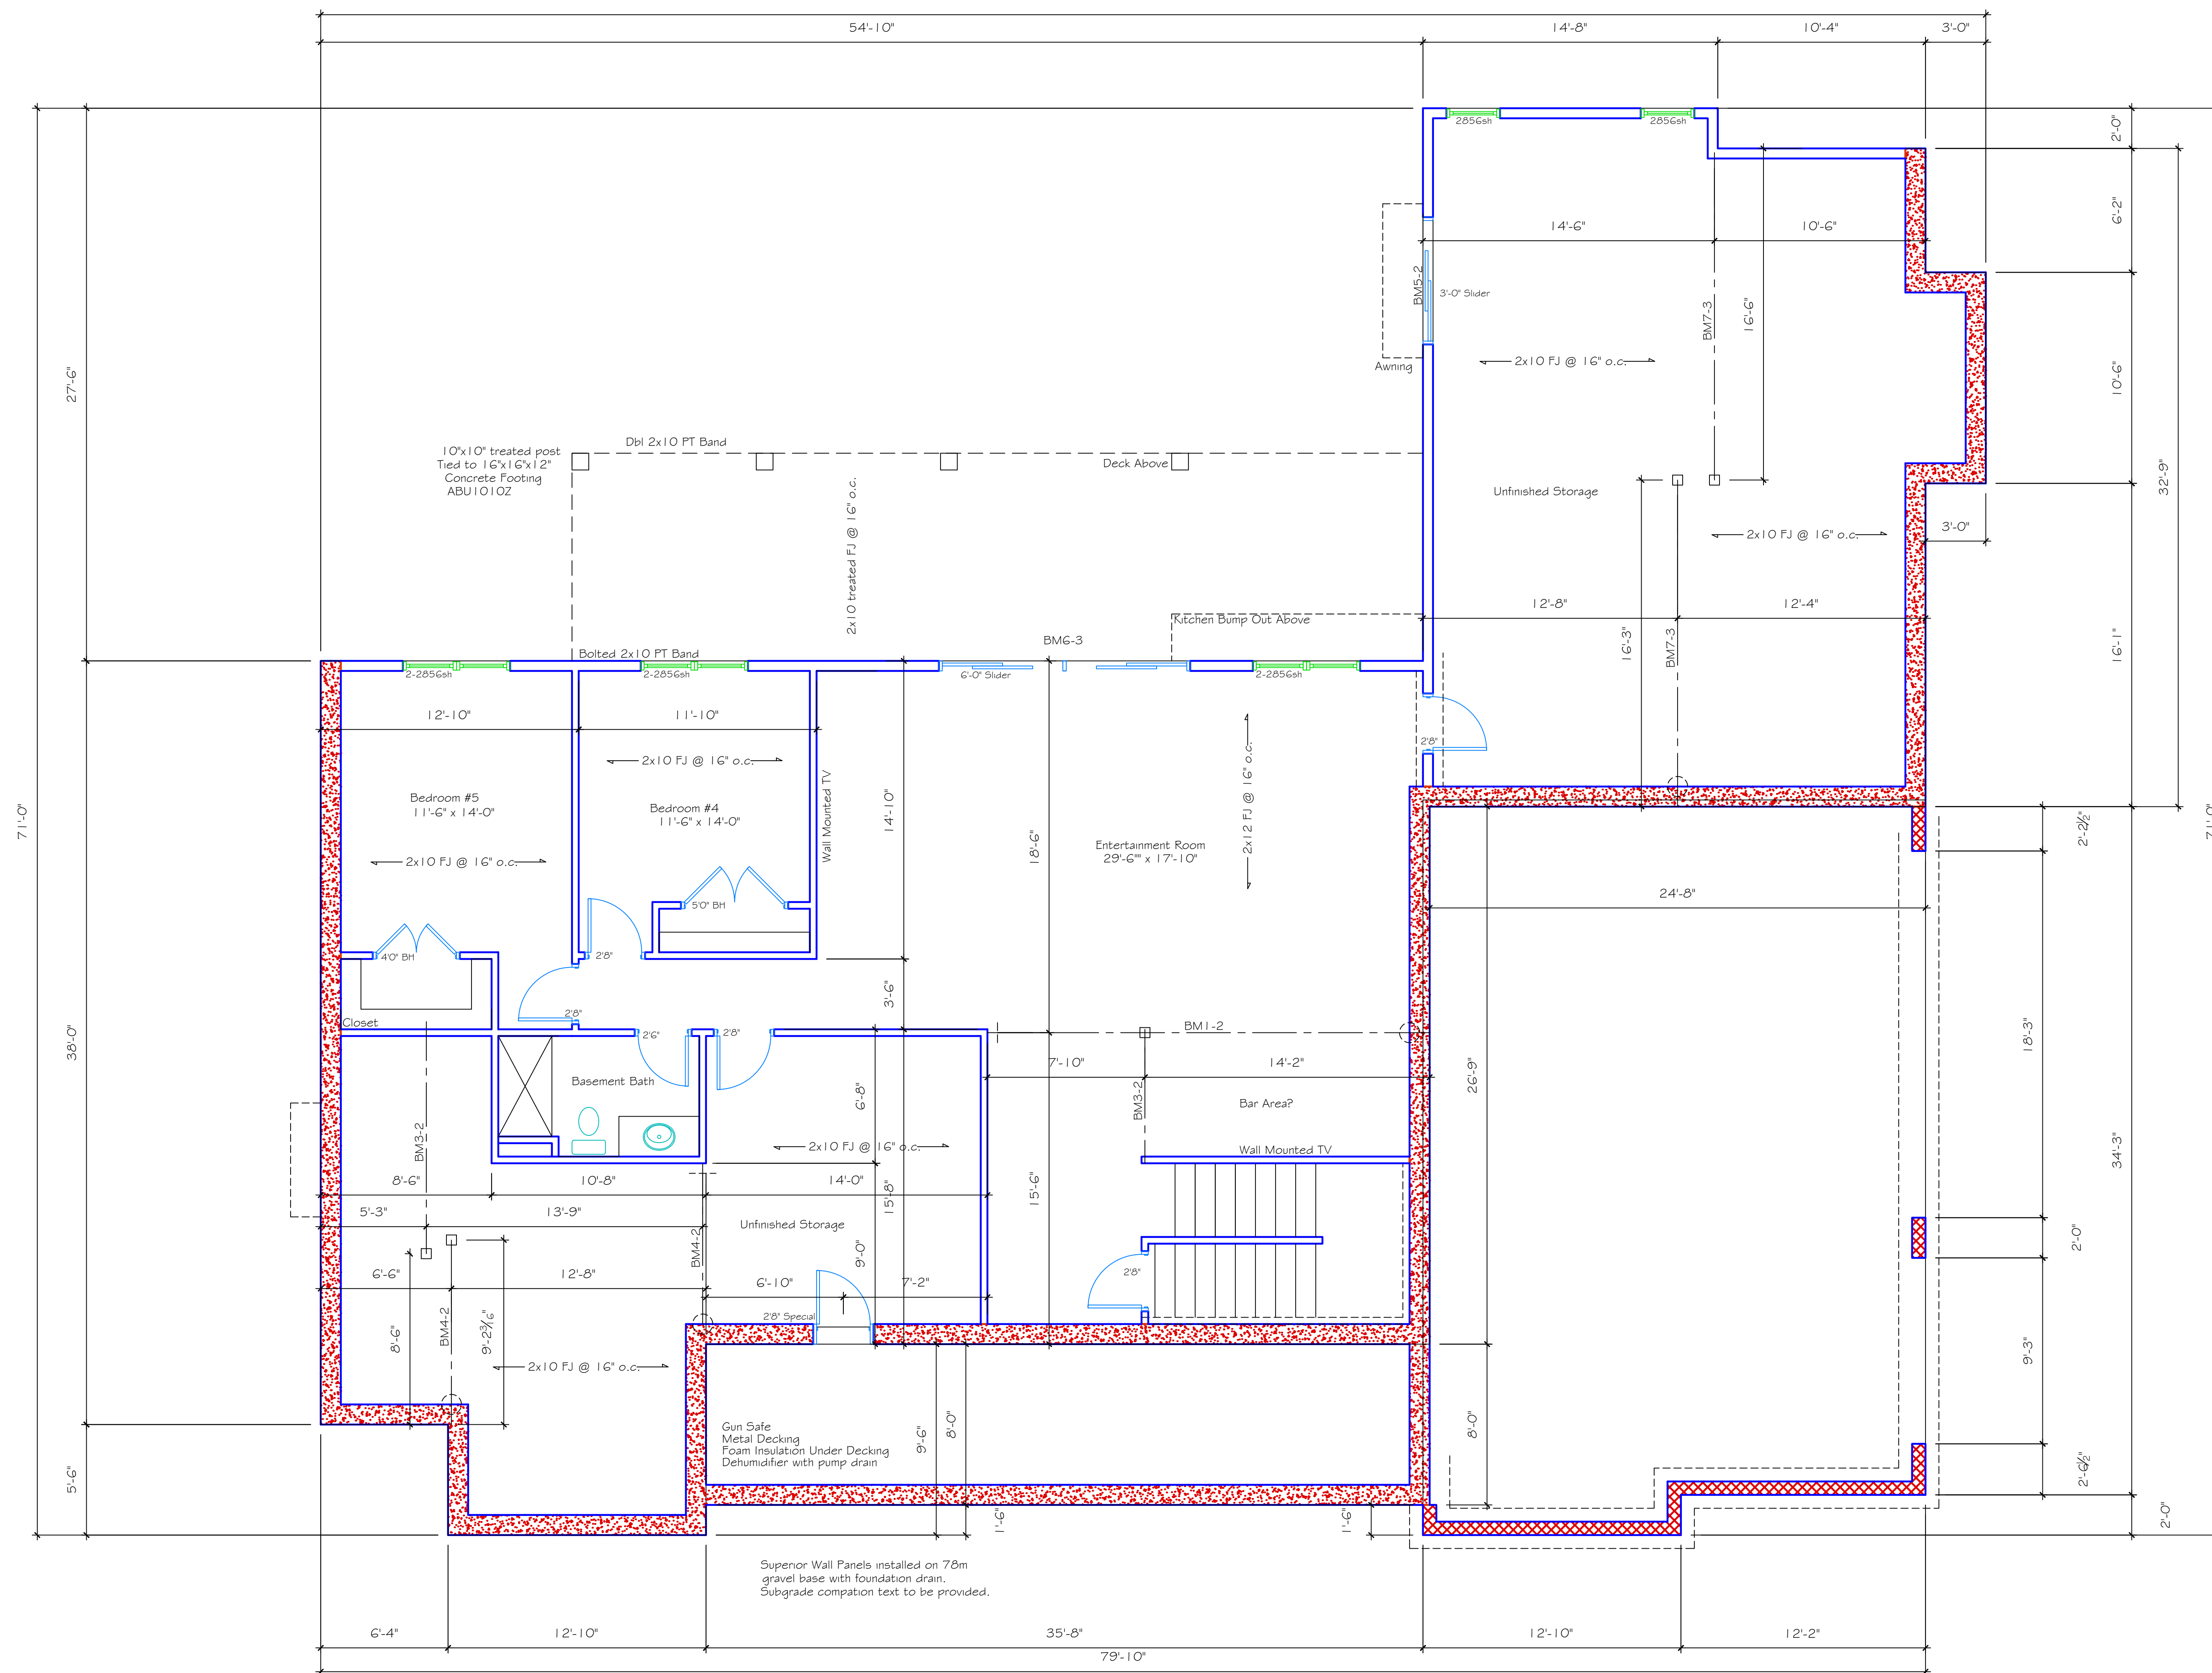 54'-10"
14'-8"
10'-4"
3'-0"
2856sh
2856sh
2'-0"
6'-2"
14'-6"
10'-6"
BM5-2
3'-0" Slider
BM7-3
16'-6"
Awning
2x10 FJ @ 16" o.c.
27'-6"
10'-6"
10"x10" treated post
Tied to 16"x16"x12"
Concrete Footing
ABU1010Z
Dbl 2x10 PT Band
Deck Above
2x10 treated FJ @ 16" o.c.
Unfinished Storage
32'-9"
3'-0"
2x10 FJ @ 16" o.c.
Kitchen Bump Out Above
12'-8"
12'-4"
16'-3"
BM7-3
16'-1"
Bolted 2x10 PT Band
BM6-3
2-2856sh
2-2856sh
6'-0" Slider
2-2856sh
12'-10"
11'-10"
2'8"
2x10 FJ @ 16" o.c.
Wall Mounted TV
2x12 FJ @ 16" o.c.
Bedroom #5
11'-6" x 14'-0"
Bedroom #4
11'-6" x 14'-0"
14'-10"
18'-6"
Entertainment Room
29'-6"" x 17'-10"
71'-0"
71'-0"
2'-2½"
2x10 FJ @ 16" o.c.
24'-8"
5'0" BH
4'0" BH
2'8"
3'-6"
Closet
2'8"
2'6"
2'8"
BM1-2
38'-0"
18'-3"
7'-10"
14'-2"
26'-9"
Basement Bath
6'-8"
BM3-2
Bar Area?
BM3-2
2x10 FJ @ 16" o.c.
Wall Mounted TV
34'-3"
8'-6"
10'-8"
14'-0"
15'-8"
15'-6"
5'-3"
13'-9"
Unfinished Storage
BM4-2
9'-0"
2'-0"
6'-6"
12'-8"
6'-10"
7'-2"
2'8"
2'8" Special
8'-6"
BM4-2
9'-2³⁄₁₆"
9'-3"
2x10 FJ @ 16" o.c.
Gun Safe
Metal Decking
Foam Insulation Under Decking
Dehumidifier with pump drain
9'-6"
8'-0"
8'-0"
5'-6"
2'-6½"
1'-6"
1'-6"
2'-0"
Superior Wall Panels installed on 78m
gravel base with foundation drain.
Subgrade compation text to be provided.
6'-4"
12'-10"
35'-8"
12'-10"
12'-2"
79'-10"